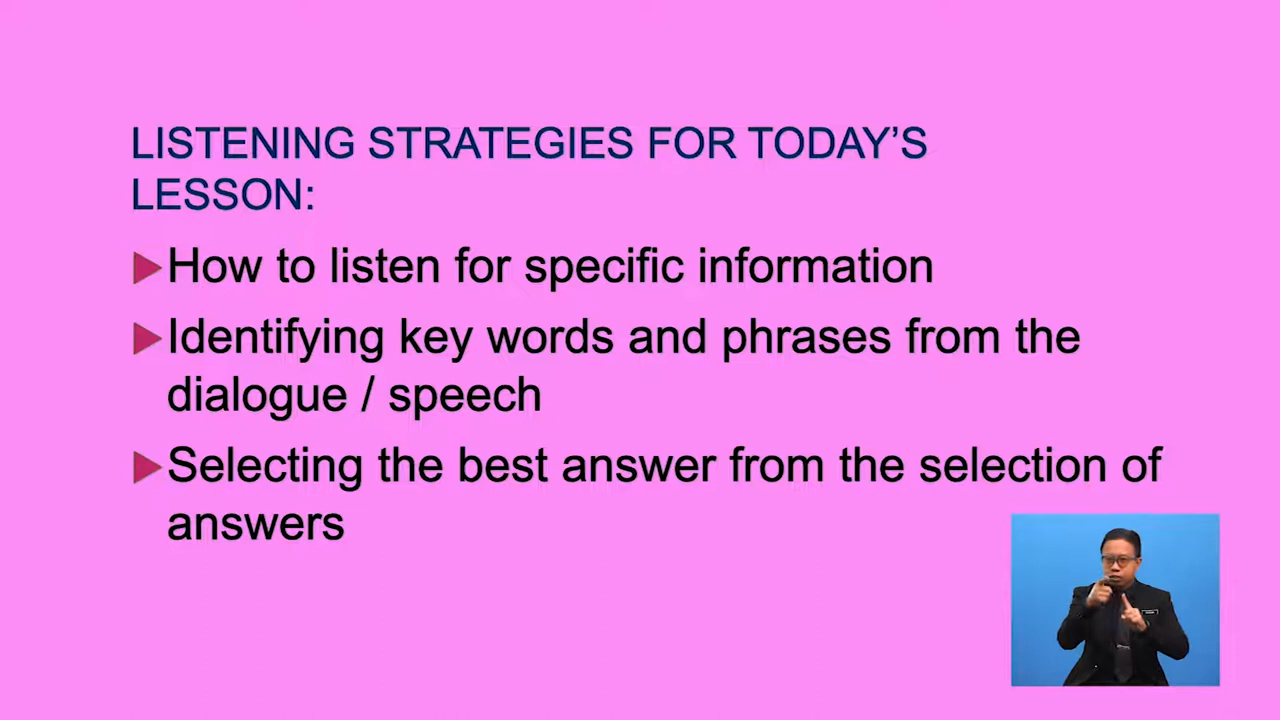 LISTENING STRATEGIES FOR TODAY’S
LESSON:
How to listen for specific information
Identifying key words and phrases from the
dialogue / speech
Selecting the best answer from the selection of
answers